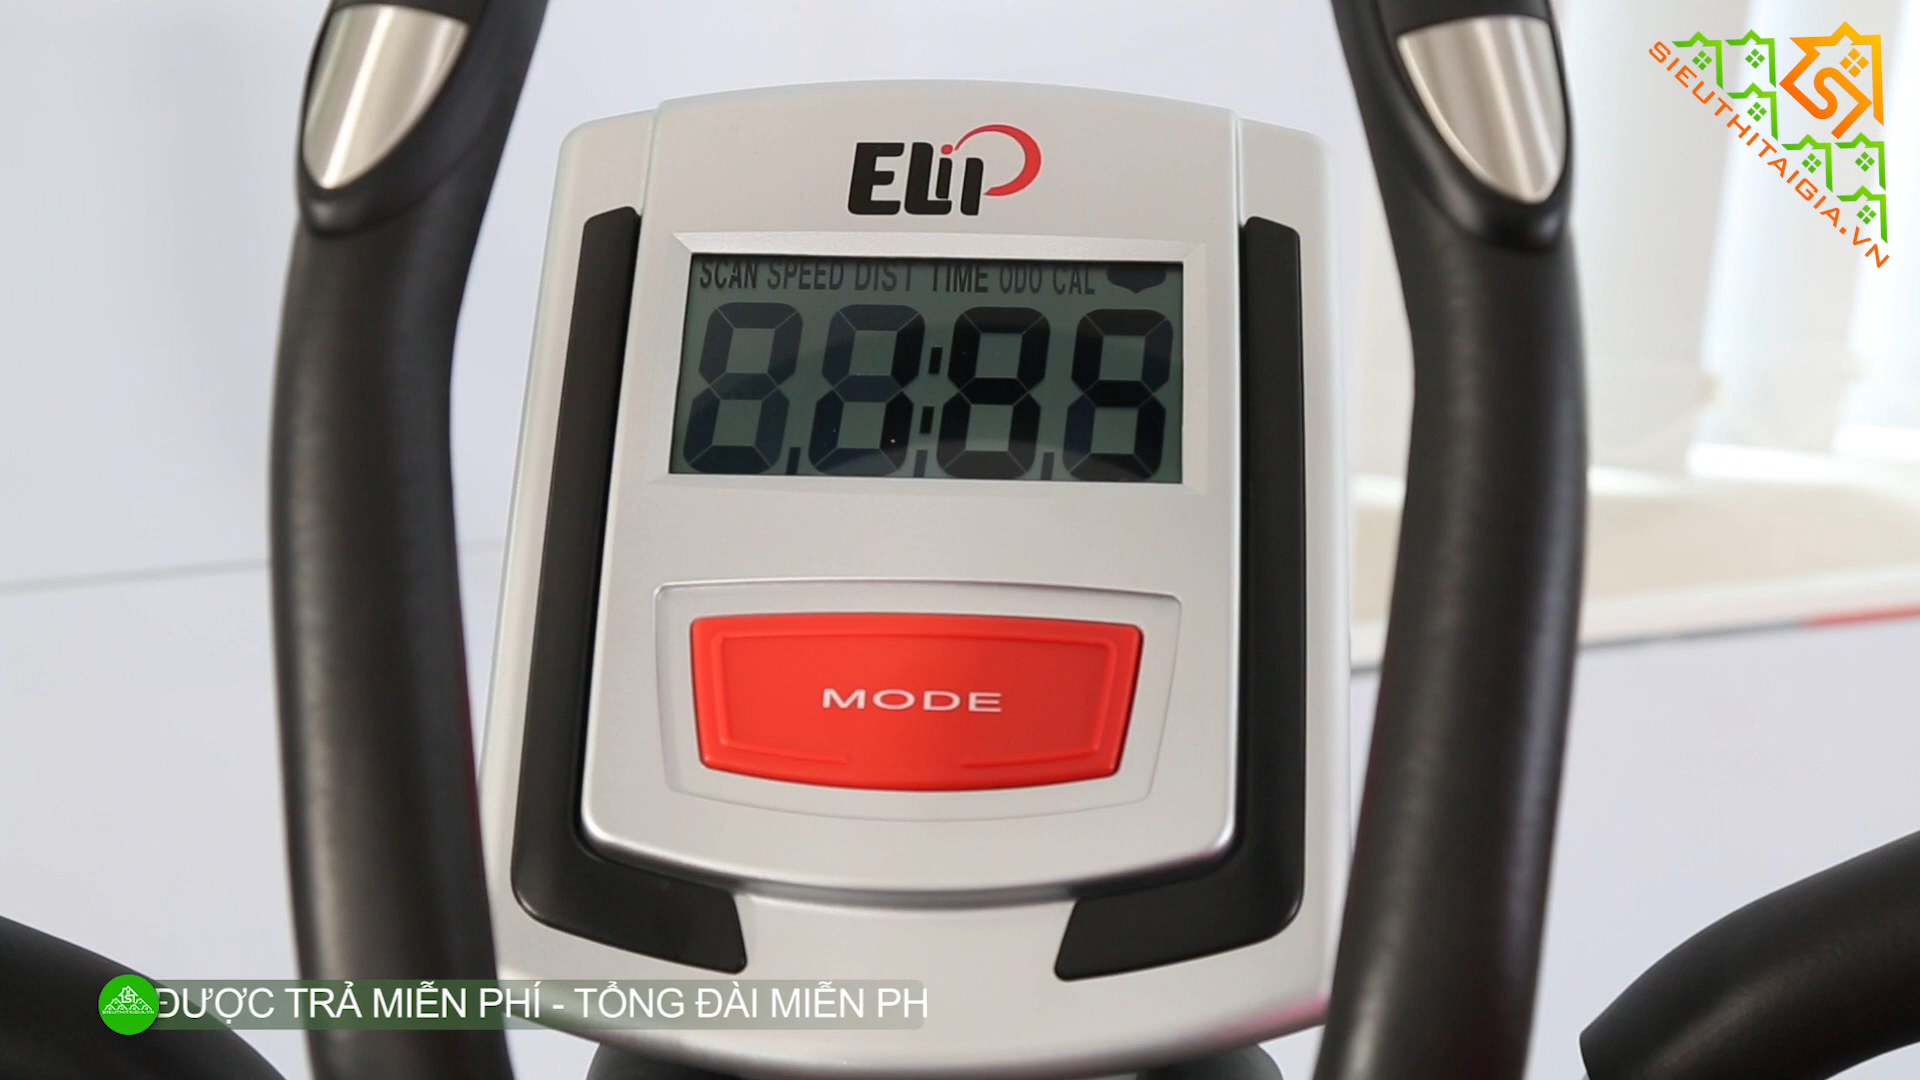 ELIP
SCAN SPEED DIST TIME ODO CAL
88:88
MODE
SIEUTHITAIGIA.VN
ĐƯỢC TRẢ MIỄN PHÍ - TỔNG ĐÀI MIỄN PH